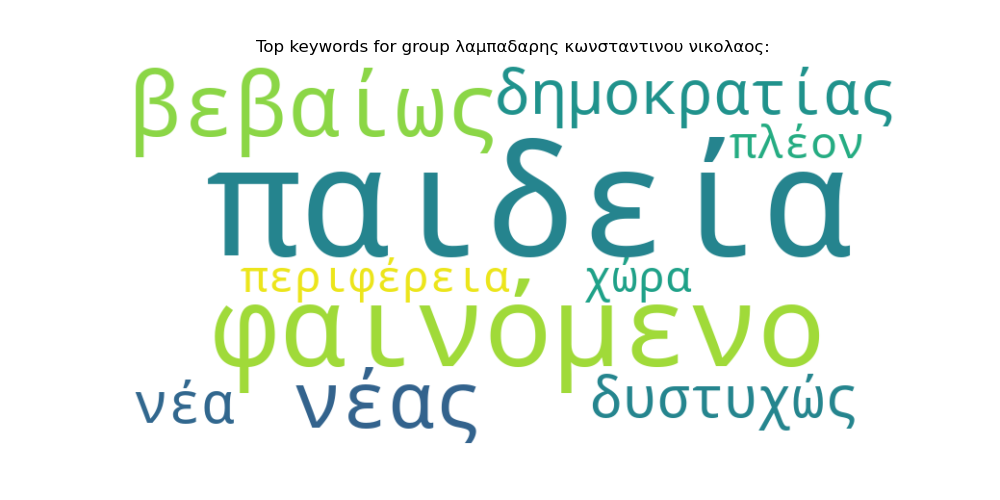 Top keywords for group λαμπαδαρης κωνσταντινου νικολαος:
βεβαίως δημοκρατίας
πλέον
παιδεία
περιφέρεια χώρα
φαινόμενο
νέα νέας δυστυχώς